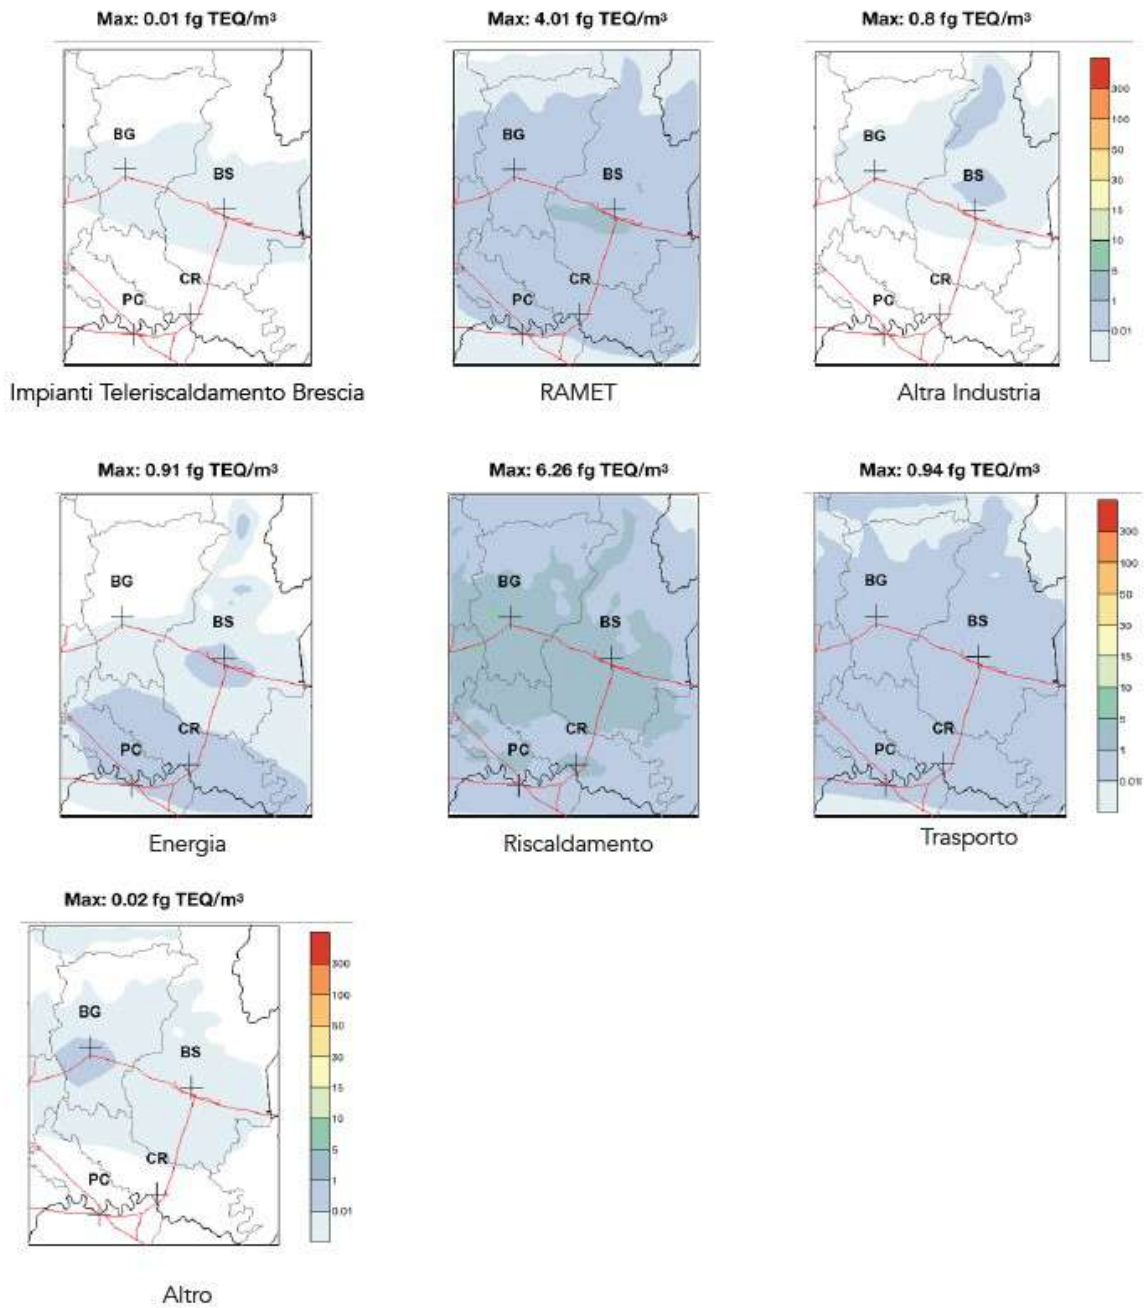 Max: 0.01 fg TEQ/m³
Max: 4.01 fg TEQ/m³
Max: 0.8 fg TEQ/m³
BG
BS
CR
PC
BG
BS
CR
PC
BG
BS
CR
PC
300
100
50
30
15
10
5
1
0.01
Impianti Teleriscaldamento Brescia
RAMET
Altra Industria
Max: 0.91 fg TEQ/m³
Max: 6.26 fg TEQ/m³
Max: 0.94 fg TEQ/m³
BG
BS
CR
PC
BG
BS
CR
PC
BG
BS
CR
PC
300
100
50
30
15
10
5
1
0.01
Energia
Riscaldamento
Trasporto
Max: 0.02 fg TEQ/m³
BG
BS
CR
PC
300
100
50
30
15
10
5
1
0.01
Altro